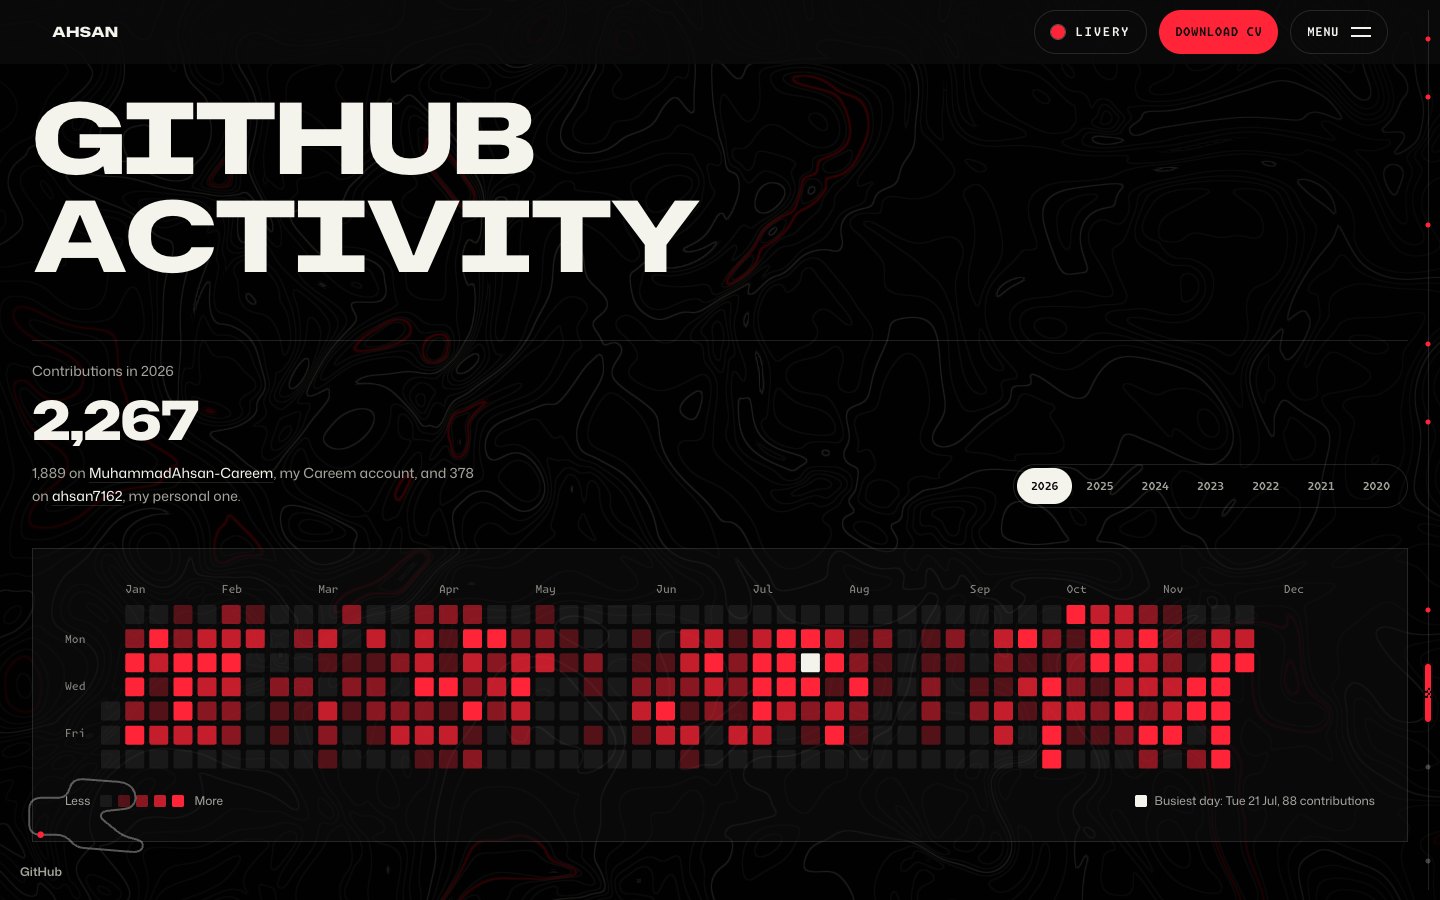 AHSAN
LIVERY
DOWNLOAD CV
MENU
GITHUB
ACTIVITY
Contributions in 2026
2,267
1,889 on MuhammadAhsan-Careem, my Careem account, and 378
on ahsan7162, my personal one.
2026 2025 2024 2023 2022 2021 2020
Jan Feb Mar Apr May Jun Jul Aug Sep Oct Nov Dec
Mon
Wed
Fri
Less More
Busiest day: Tue 21 Jul, 88 contributions
GitHub